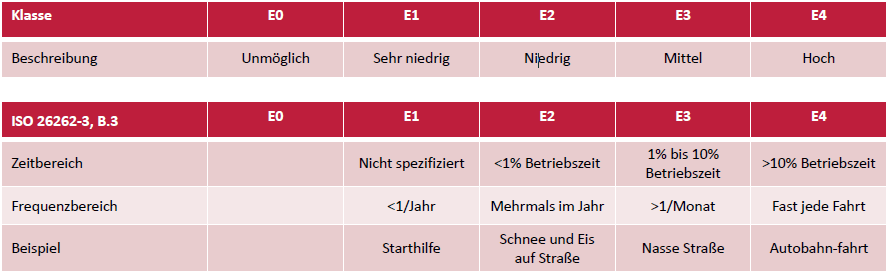 Klasse E0 E1 E2 E3 E4
Beschreibung Unmöglich Sehr niedrig Niedrig Mittel Hoch
ISO 26262-3, B.3 E0 E1 E2 E3 E4
Zeitbereich Nicht spezifiziert <1% Betriebszeit 1% bis 10% Betriebszeit >10% Betriebszeit
Frequenzbereich <1/Jahr Mehrmals im Jahr >1/Monat Fast jede Fahrt
Beispiel Starthilfe Schnee und Eis auf Straße Nasse Straße Autobahn-fahrt